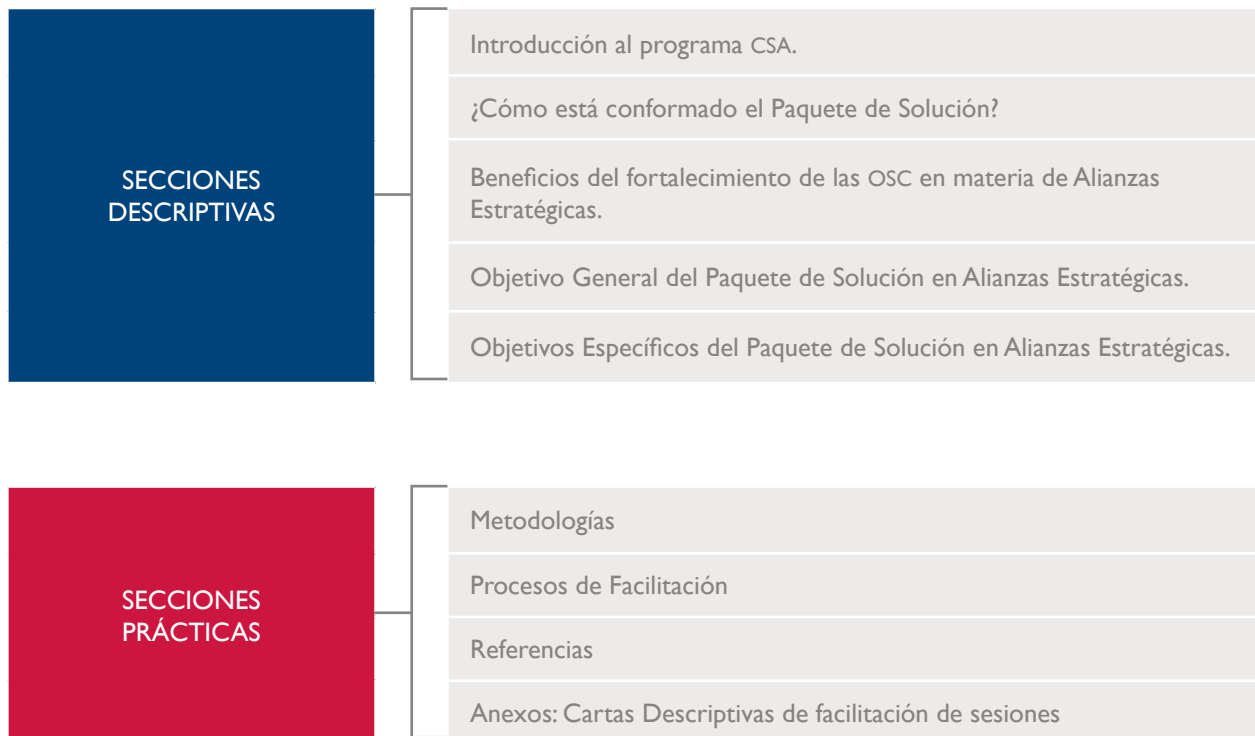 SECCIONES
DESCRIPTIVAS
Introducción al programa CSA.
¿Cómo está conformado el Paquete de Solución?
Beneficios del fortalecimiento de las OSC en materia de Alianzas
Estratégicas.
Objetivo General del Paquete de Solución en Alianzas Estratégicas.
Objetivos Específicos del Paquete de Solución en Alianzas Estratégicas.
SECCIONES
PRÁCTICAS
Metodologías
Procesos de Facilitación
Referencias
Anexos: Cartas Descriptivas de facilitación de sesiones